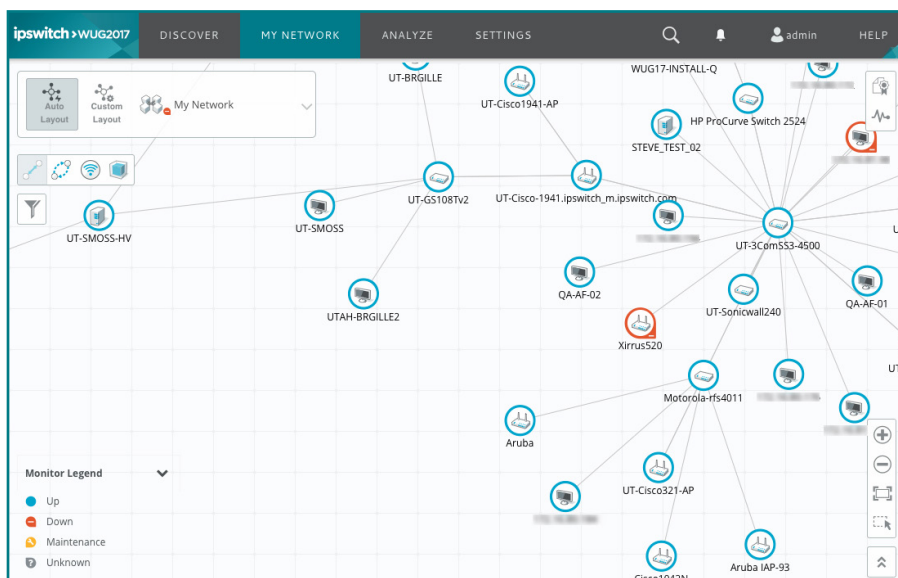 ipswitch > WUG2017 DISCOVER MY NETWORK ANALYZE SETTINGS admin HELP
Auto Layout
Custom Layout
My Network
UT-BRGILLE
UT-Cisco1941-AP
WUG17-INSTALL-Q
HP ProCurve Switch 2524
STEVE_TEST_02
UT-GS108Tv2
UT-Cisco-1941.ipswitch_m.ipswitch.com
UT-SMOSS-HV
UT-SMOSS
UT-3ComSS3-4500
QA-AF-02
QA-AF-01
UTAH-BRGILLE2
UT-Sonicwall240
Xirrus520
Motorola-rfs4011
Aruba
UT-Cisco321-AP
Aruba IAP-93
Monitor Legend
Up
Down
Maintenance
Unknown